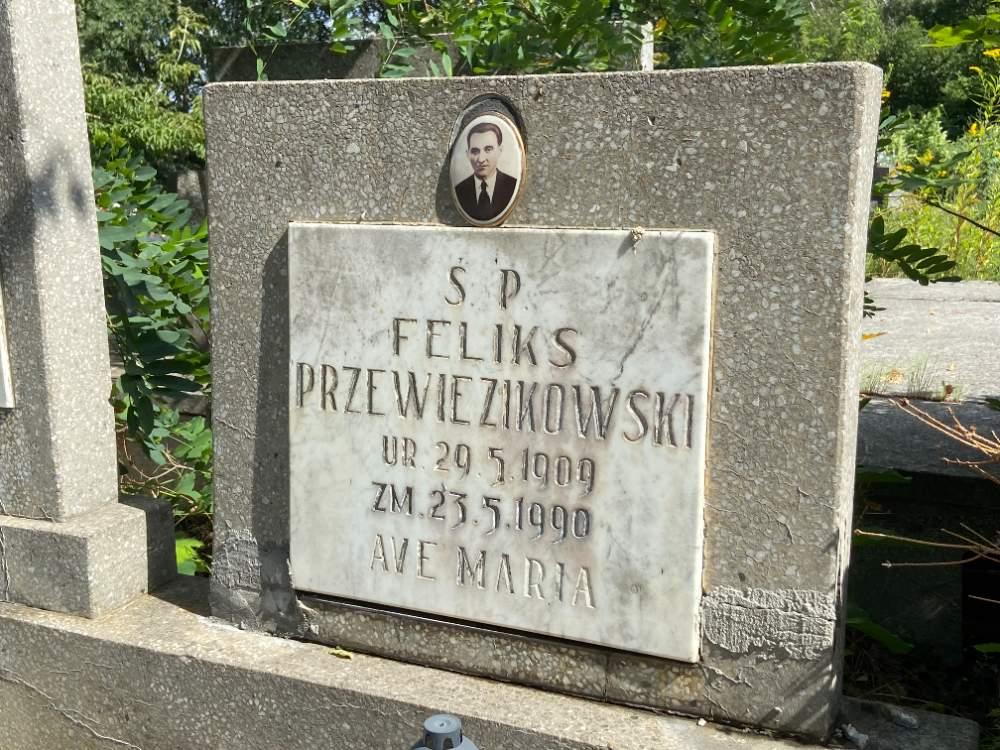 S P
FELIKS
PRZEWIEZIKOWSKI
UR. 29.5.1909
ZM. 23.5.1990
AVE MARIA